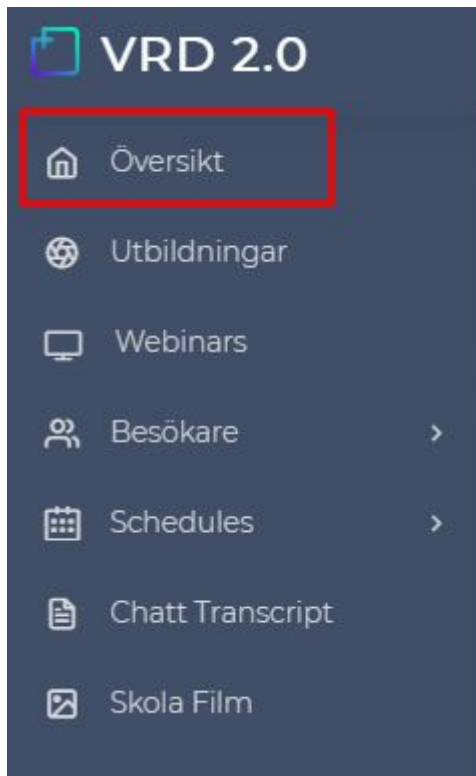 VRD 2.0
Översikt
Utbildningar
Webinars
Besökare
Schedules
Chatt Transcript
Skola Film